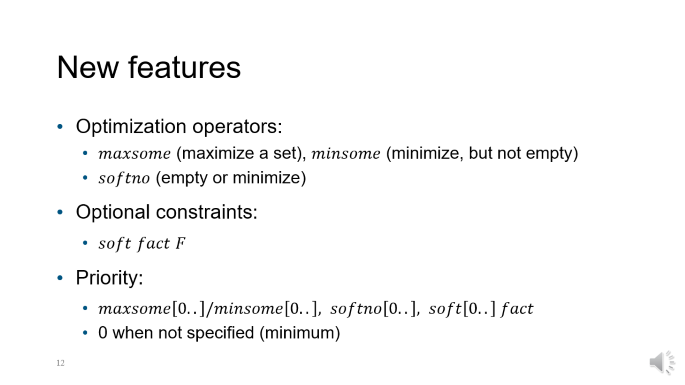 New features
• Optimization operators:
• maxsome (maximize a set), minsome (minimize, but not empty)
• softno (empty or minimize)
• Optional constraints:
• soft fact F
• Priority:
• maxsome[0..]/minsome[0..], softno[0..], soft[0..] fact
• 0 when not specified (minimum)
12